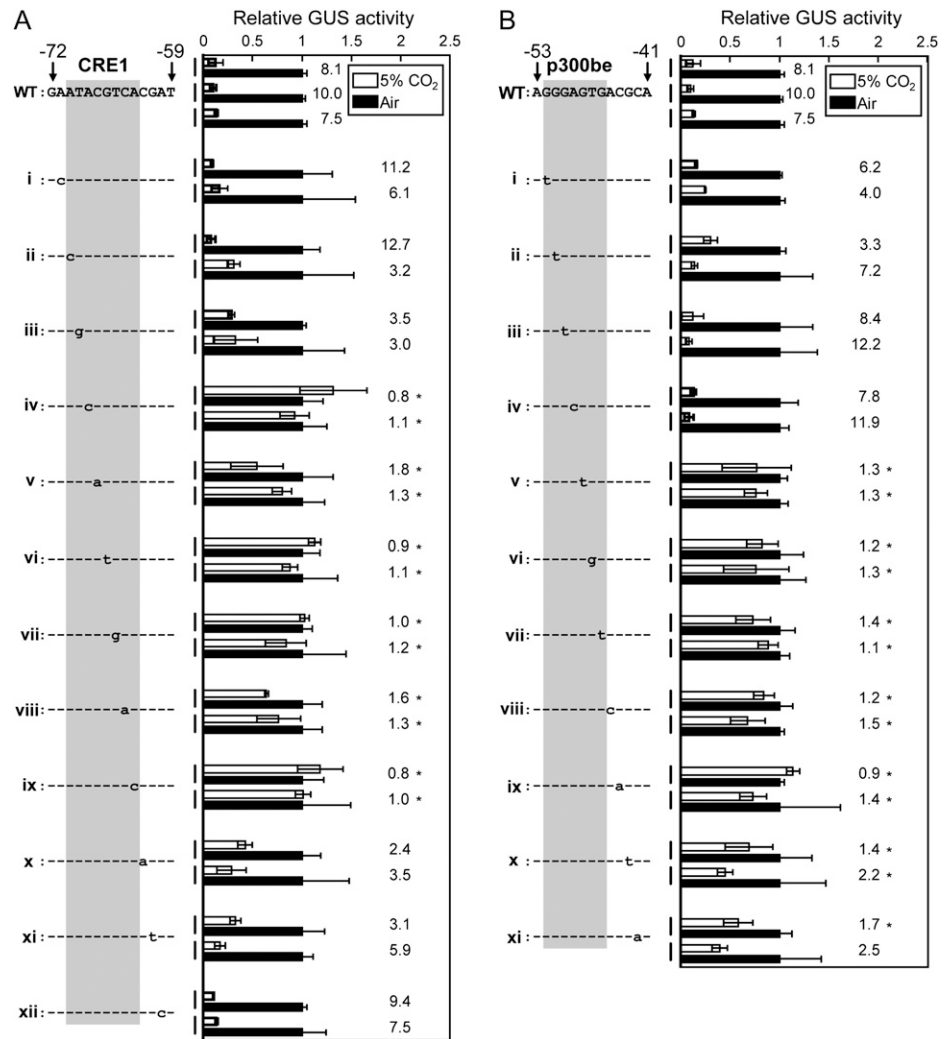 A
Relative GUS activity
0 0.5 1 1.5 2 2.5
-72 -59
CRE1
WT:GAATACGTCACGAT
5% CO2
Air
8.1
10.0
7.5
i :-c------------
11.2
6.1
ii :--c-----------
12.7
3.2
iii :---g----------
3.5
3.0
iv :----c---------
0.8 *
1.1 *
v :-----a--------
1.8 *
1.3 *
vi :------t-------
0.9 *
1.1 *
vii :-------g------
1.0 *
1.2 *
viii :--------a-----
1.6 *
1.3 *
ix :---------c----
0.8 *
1.0 *
x :----------a---
2.4
3.5
xi :-----------t--
3.1
5.9
xii :------------c-
9.4
7.5
B
Relative GUS activity
0 0.5 1 1.5 2 2.5
-53 -41
p300be
WT:AGGGAGTGACGCA
5% CO2
Air
8.1
10.0
7.5
i :-t-----------
6.2
4.0
ii :--t----------
3.3
7.2
iii :---t---------
8.4
12.2
iv :----c--------
7.8
11.9
v :-----t-------
1.3 *
1.3 *
vi :------g------
1.2 *
1.3 *
vii :-------t-----
1.4 *
1.1 *
viii :--------c----
1.2 *
1.5 *
ix :---------a---
0.9 *
1.4 *
x :----------t--
1.4 *
2.2 *
xi :-----------a-
1.7 *
2.5